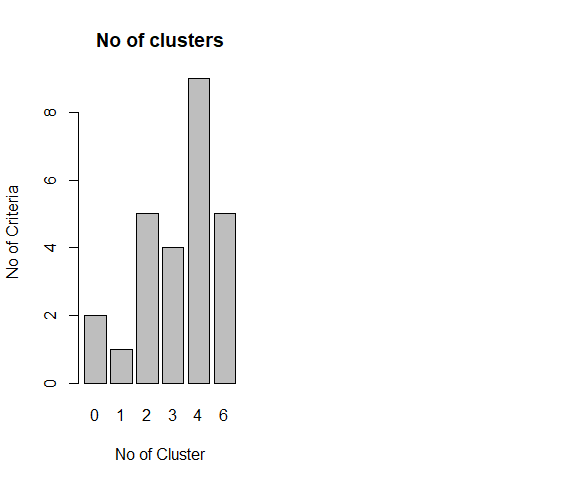 No of clusters
No of Criteria
8
6
4
2
0
0 1 2 3 4 6
No of Cluster